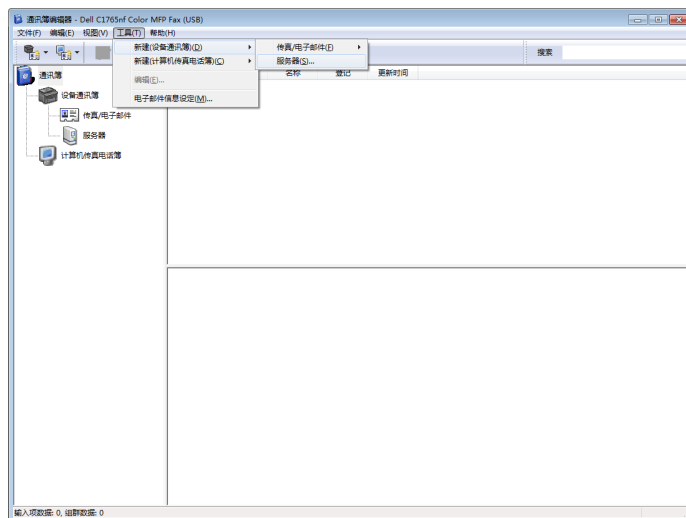 通讯簿编辑器 - Dell C1765nf Color MFP Fax (USB)
文件(F) 编辑(E) 视图(V) 工具(T) 帮助(H)
新建(设备通讯簿)(D)
新建(计算机传真电话簿)(C)
编辑(E)...
电子邮件信息设定(M)...
传真/电子邮件(F)
服务器(S)...
搜索
名称 登记 更新时间
通讯簿
设备通讯簿
传真/电子邮件
服务器
计算机传真电话簿
输入项数据: 0, 组群数据: 0